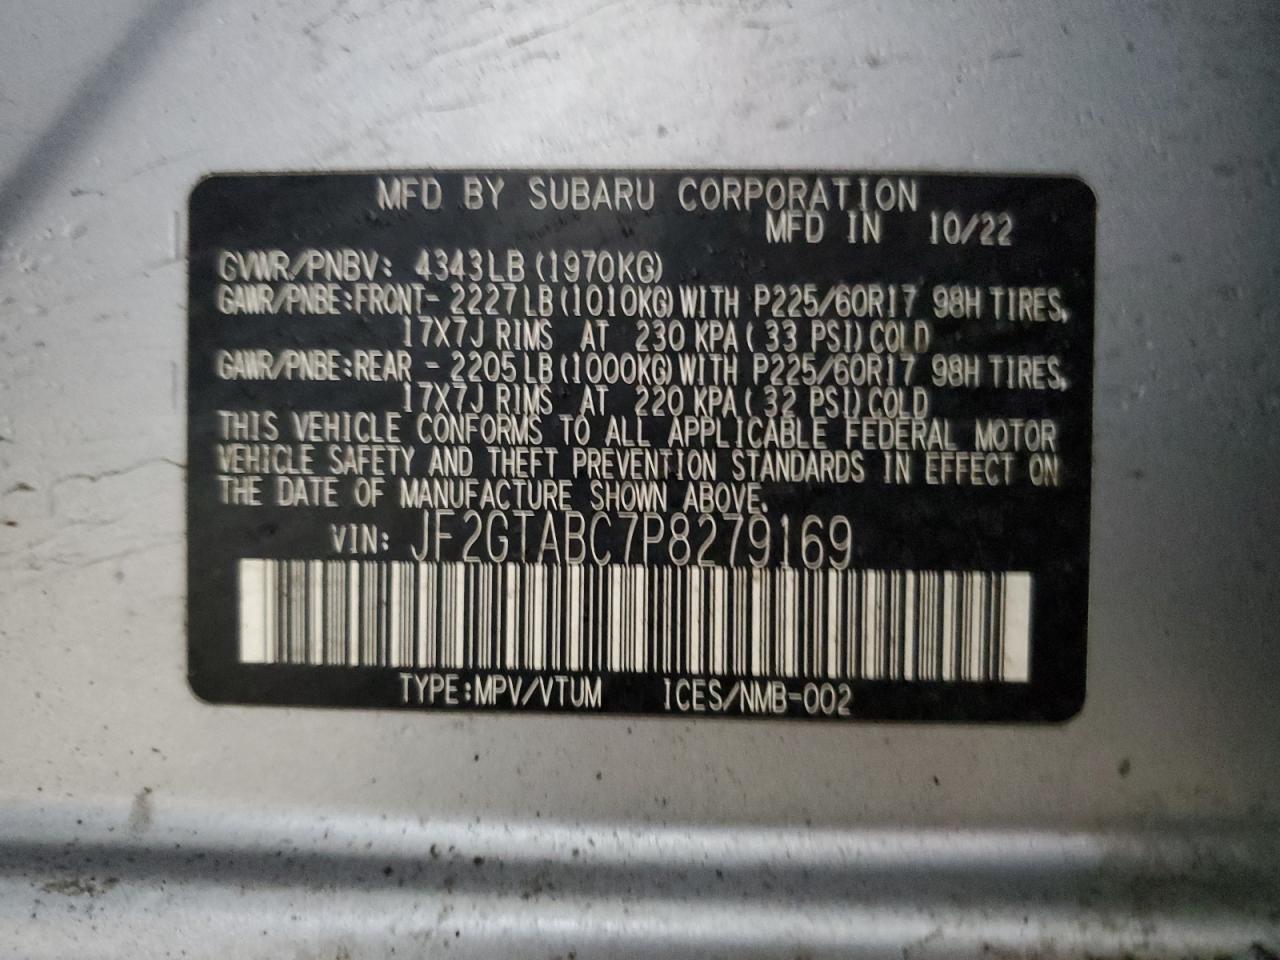 MFD BY SUBARU CORPORATION
MFD IN 10/22
GVWR/PNBV: 4343LB(1970KG)
GAWR/PNBE:FRONT- 2227LB(1010KG)WITH P225/60R17 98H TIRES,
17X7J RIMS AT 230 KPA( 33 PSI)COLD
GAWR/PNBE:REAR - 2205LB(1000KG)WITH P225/60R17 98H TIRES,
17X7J RIMS AT 220 KPA( 32 PSI)COLD
THIS VEHICLE CONFORMS TO ALL APPLICABLE FEDERAL MOTOR
VEHICLE SAFETY AND THEFT PREVENTION STANDARDS IN EFFECT ON
THE DATE OF MANUFACTURE SHOWN ABOVE.
VIN: JF2GTABC7P8279169
TYPE:MPV/VTUM ICES/NMB-002